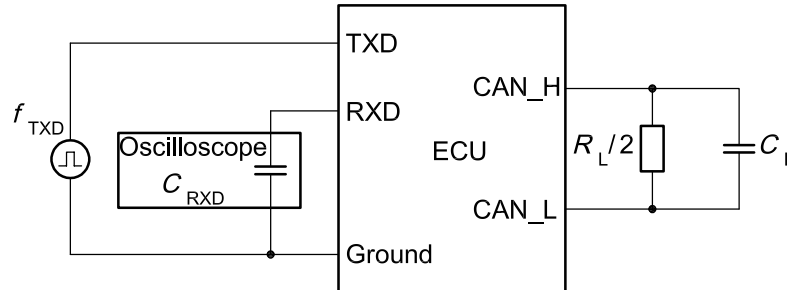 TXD
CAN_H
RXD
f TXD
Oscilloscope
C RXD
ECU
R L/2
CAN_L
Ground